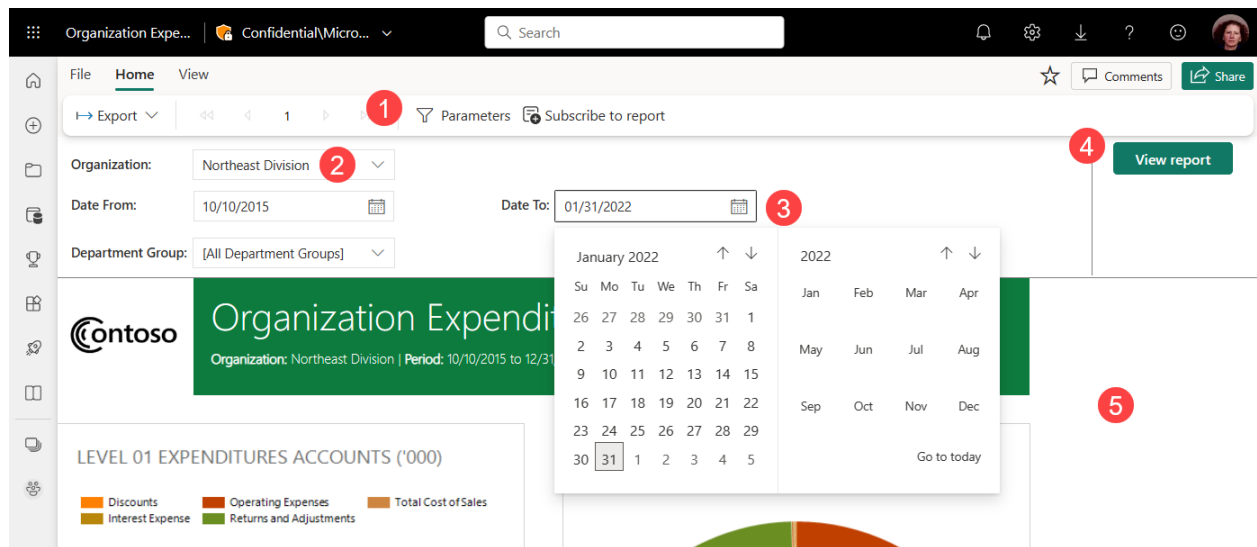 Organization Expe... Confidential\Micro... Search ?
File Home View Comments Share
Export 1 1 Parameters Subscribe to report
Organization: Northeast Division 2 4 View report
Date From: 10/10/2015 Date To: 01/31/2022 3
Department Group: [All Department Groups]
January 2022 2022
Su Mo Tu We Th Fr Sa Jan Feb Mar Apr
26 27 28 29 30 31 1
2 3 4 5 6 7 8 May Jun Jul Aug
9 10 11 12 13 14 15
16 17 18 19 20 21 22 Sep Oct Nov Dec
23 24 25 26 27 28 29
30 31 1 2 3 4 5 Go to today
Contoso
Organization Expendit
Organization: Northeast Division | Period: 10/10/2015 to 12/31
5
LEVEL 01 EXPENDITURES ACCOUNTS ('000)
Discounts Operating Expenses Total Cost of Sales
Interest Expense Returns and Adjustments